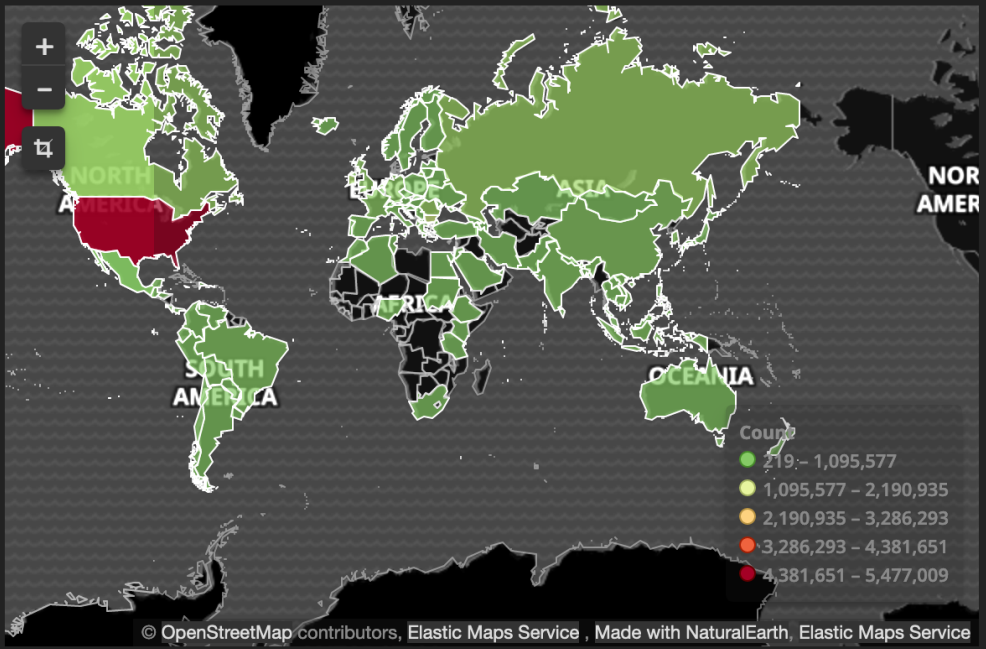 +
−
NORTH
AMERICA
EUROPE
ASIA
NOR
AMER
AFRICA
SOUTH
AMERICA
OCEANIA
Count
219 – 1,095,577
1,095,577 – 2,190,935
2,190,935 – 3,286,293
3,286,293 – 4,381,651
4,381,651 – 5,477,009
© OpenStreetMap contributors, Elastic Maps Service , Made with NaturalEarth, Elastic Maps Service